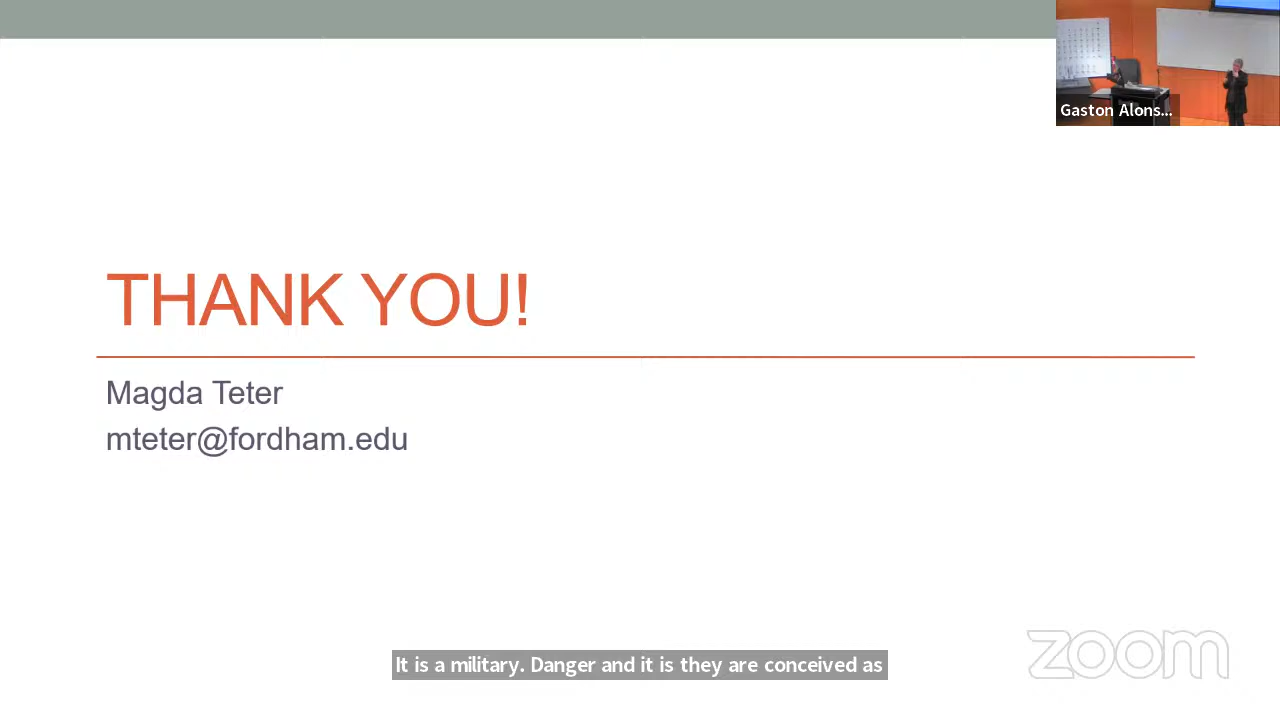 Gaston Alons...
THANK YOU!
Magda Teter
mteter@fordham.edu
It is a military. Danger and it is they are conceived as
zoom